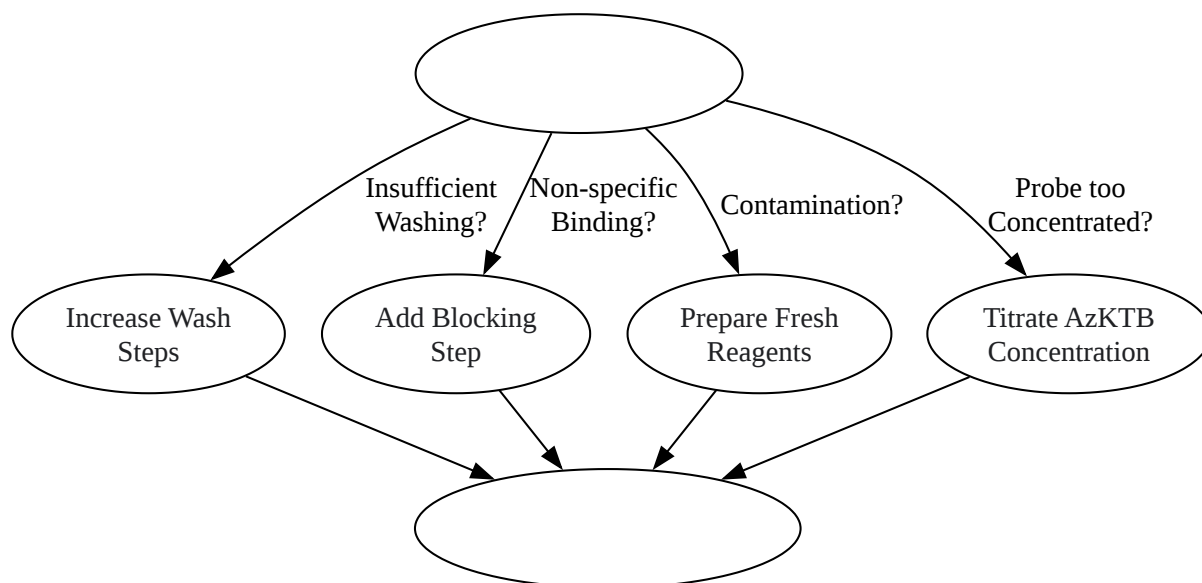 Insufficient
Washing?
Non-specific
Binding?
Contamination?
Probe too
Concentrated?
Increase Wash
Steps
Add Blocking
Step
Prepare Fresh
Reagents
Titrate AzKTB
Concentration